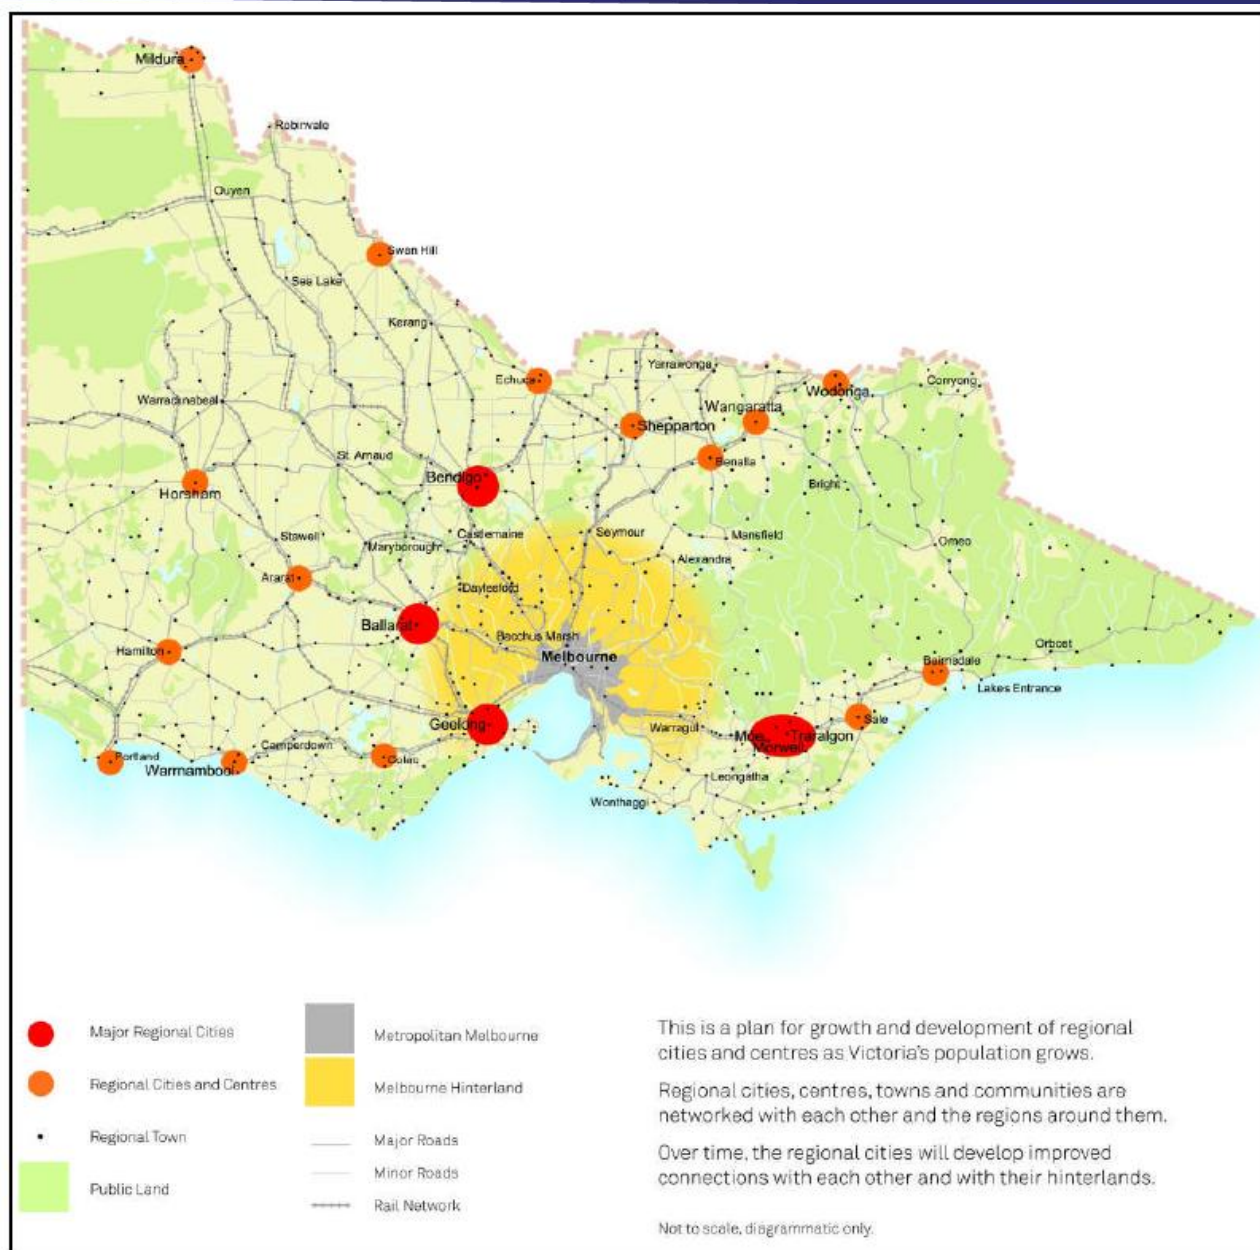 Mildura
Robinvale
Ouyen
Swan Hill
Sea Lake
Kerang
Echuca
Yarrawonga
Wodonga
Corryong
Warracknabeal
Wangaratta
Shepparton
St. Arnaud
Benalla
Bendigo
Bright
Horsham
Stawell
Castlemaine
Seymour
Mansfield
Maryborough
Omeo
Alexandra
Ararat
Daylesford
Ballarat
Bacchus Marsh
Hamilton
Melbourne
Orbost
Bairnsdale
Lakes Entrance
Geelong
Warragul
Sale
Moe
Traralgon
Morwell
Camperdown
Portland
Warrnambool
Colac
Leongatha
Wonthaggi
Major Regional Cities
Regional Cities and Centres
Regional Town
Public Land
Metropolitan Melbourne
Melbourne Hinterland
Major Roads
Minor Roads
Rail Network
This is a plan for growth and development of regional
cities and centres as Victoria's population grows.
Regional cities, centres, towns and communities are
networked with each other and the regions around them.
Over time, the regional cities will develop improved
connections with each other and with their hinterlands.
Not to scale, diagrammatic only.